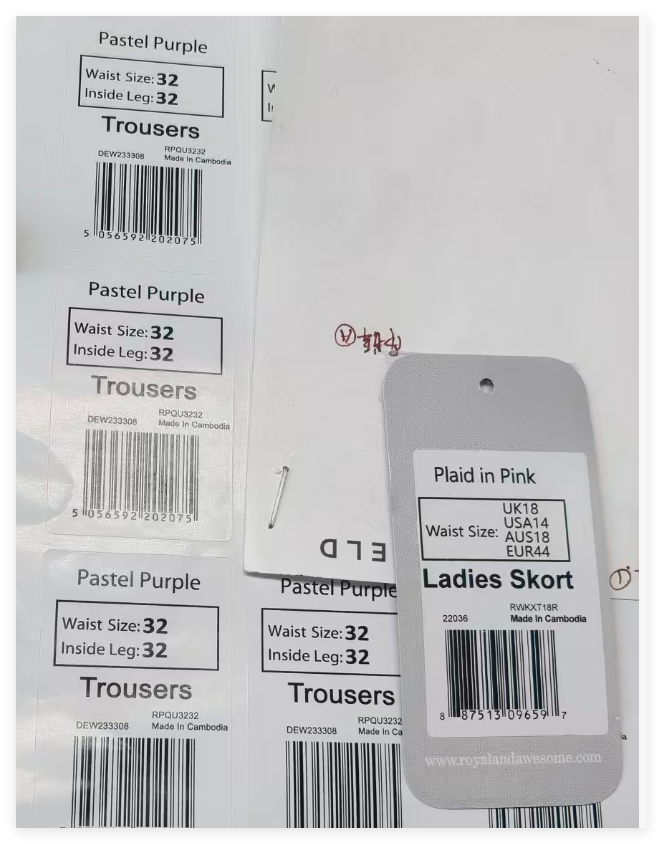 Pastel Purple
Waist Size: 32
Inside Leg: 32
Trousers
DEW233308
RPQU3232
Made In Cambodia
5 056592 202075
Pastel Purple
Waist Size: 32
Inside Leg: 32
Trousers
DEW233308
RPQU3232
Made In Cambodia
5 056592 202075
ELD
Plaid in Pink
Waist Size:
UK18
USA14
AUS18
EUR44
Ladies Skort
22036
RWKXT18R
Made In Cambodia
8 87513 09659 7
www.royalandawesome.com
Pastel Purple
Waist Size: 32
Inside Leg: 32
Trousers
DEW233308
RPQU3232
Made In Cambodia
Pastel Purple
Waist Size: 32
Inside Leg: 32
Trousers
DEW233308
RPQU3232
Made In C